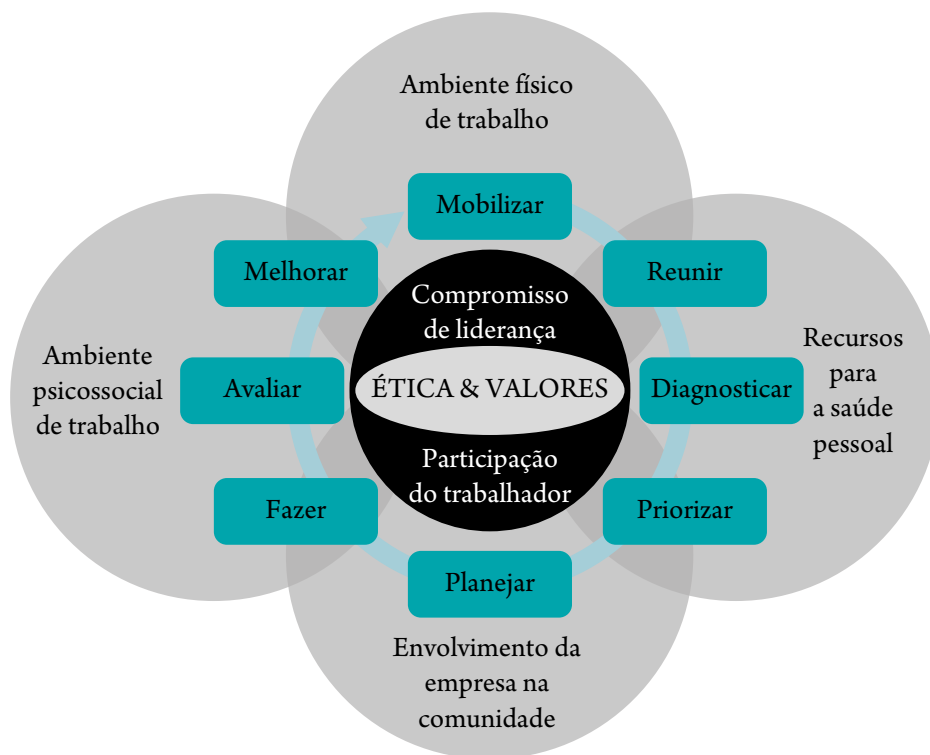 Ambiente físico
de trabalho
Mobilizar
Melhorar
Reunir
Compromisso
de liderança
Ambiente
psicossocial
de trabalho
Avaliar
ÉTICA & VALORES
Diagnosticar
Recursos
para
a saúde
pessoal
Participação
do trabalhador
Fazer
Priorizar
Planejar
Envolvimento da
empresa na
comunidade